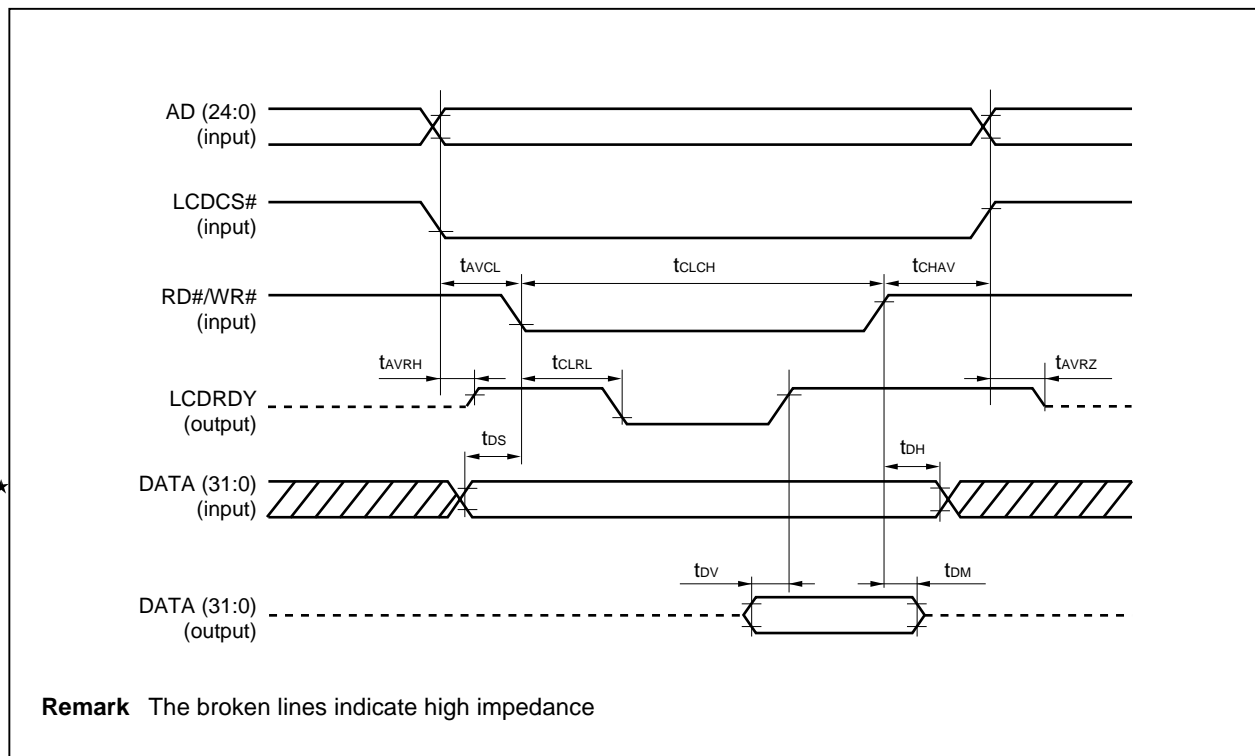 AD (24:0)
(input)
LCDCS#
(input)
tAVCL
tCLCH
tCHAV
RD#/WR#
(input)
tAVRH
tCLRL
tAVRZ
LCDRDY
(output)
tDS
tDH
DATA (31:0)
(input)
★
tDV
tDM
DATA (31:0)
(output)
Remark The broken lines indicate high impedance